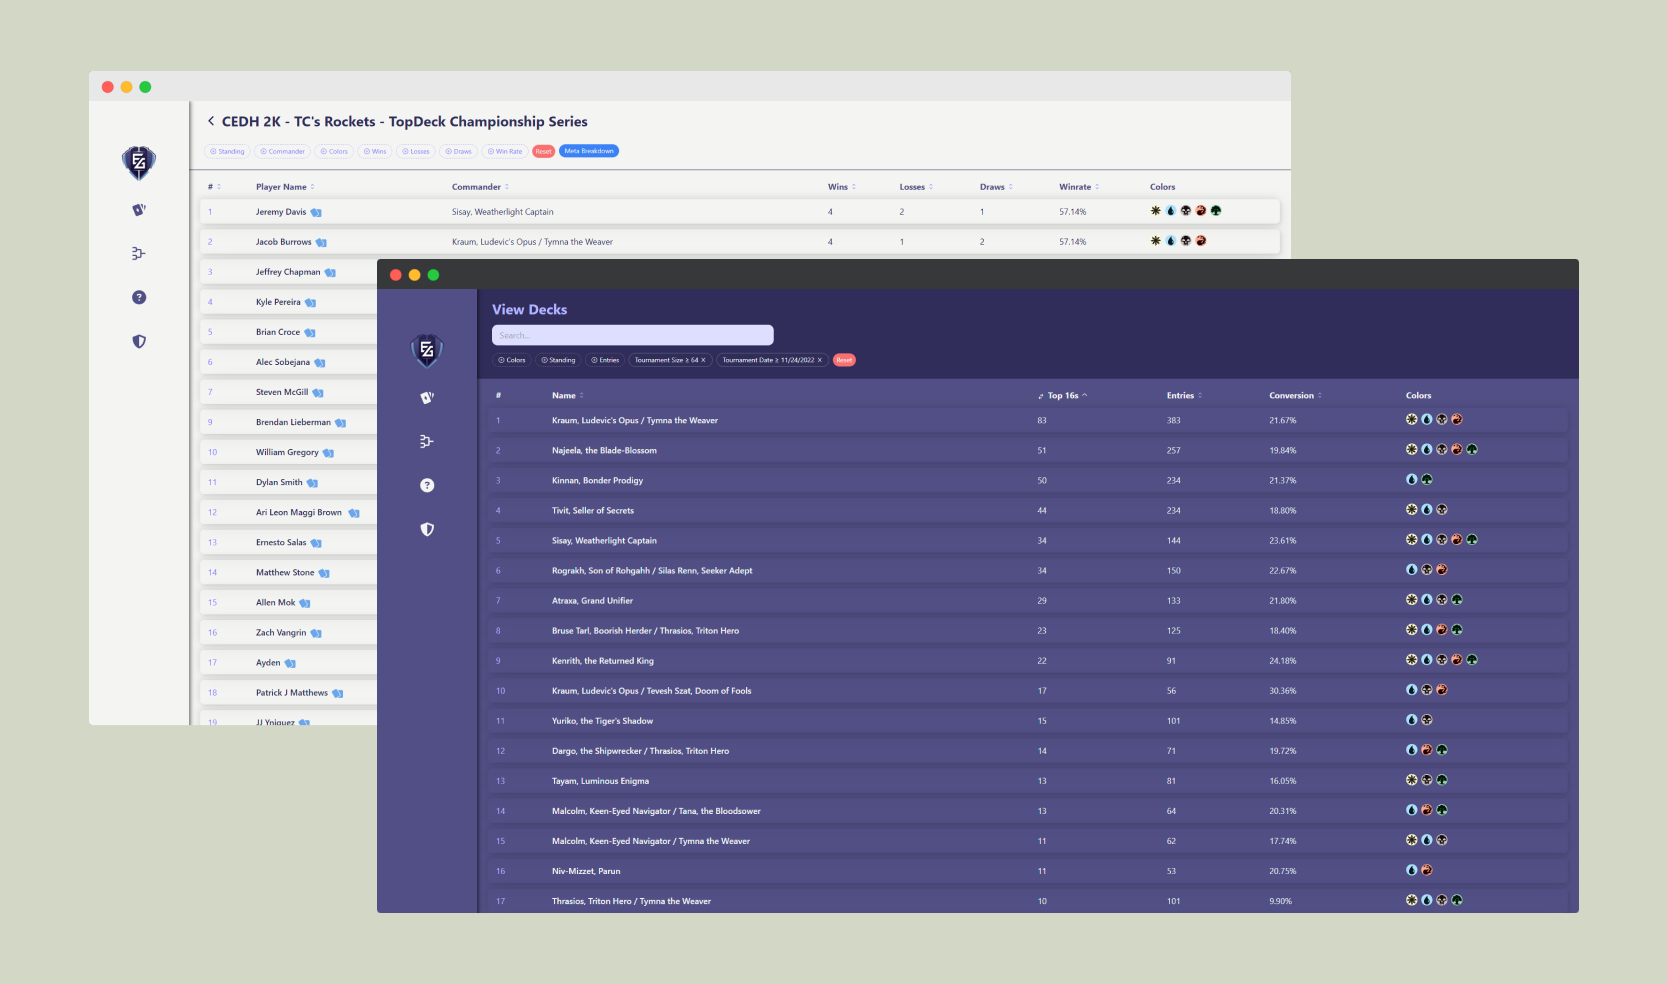 CEDH 2K - TC's Rockets - TopDeck Championship Series
Standing Commander Colors Wins Losses Draws Win Rate Reset Meta Breakdown
# Player Name Commander Wins Losses Draws Winrate Colors
1 Jeremy Davis Sisay, Weatherlight Captain 4 2 1 57.14%
2 Jacob Burrows Kraum, Ludevic's Opus / Tymna the Weaver 4 1 2 57.14%
3 Jeffrey Chapman
4 Kyle Pereira
5 Brian Croce
6 Alec Sobejana
7 Steven McGill
9 Brendan Lieberman
10 William Gregory
11 Dylan Smith
12 Ari Leon Maggi Brown
13 Ernesto Salas
14 Matthew Stone
15 Allen Mok
16 Zach Vangrin
17 Ayden
18 Patrick J Matthews
19 JJ Yniguez
View Decks
Search...
Colors Standing Entries Tournament Size ≥ 64 × Tournament Date ≥ 11/24/2022 × Reset
# Name Top 16s Entries Conversion Colors
1 Kraum, Ludevic's Opus / Tymna the Weaver 83 383 21.67%
2 Najeela, the Blade-Blossom 51 257 19.84%
3 Kinnan, Bonder Prodigy 50 234 21.37%
4 Tivit, Seller of Secrets 44 234 18.80%
5 Sisay, Weatherlight Captain 34 144 23.61%
6 Rograkh, Son of Rohgahh / Silas Renn, Seeker Adept 34 150 22.67%
7 Atraxa, Grand Unifier 29 133 21.80%
8 Bruse Tarl, Boorish Herder / Thrasios, Triton Hero 23 125 18.40%
9 Kenrith, the Returned King 22 91 24.18%
10 Kraum, Ludevic's Opus / Tevesh Szat, Doom of Fools 17 56 30.36%
11 Yuriko, the Tiger's Shadow 15 101 14.85%
12 Dargo, the Shipwrecker / Thrasios, Triton Hero 14 71 19.72%
13 Tayam, Luminous Enigma 13 81 16.05%
14 Malcolm, Keen-Eyed Navigator / Tana, the Bloodsower 13 64 20.31%
15 Malcolm, Keen-Eyed Navigator / Tymna the Weaver 11 62 17.74%
16 Niv-Mizzet, Parun 11 53 20.75%
17 Thrasios, Triton Hero / Tymna the Weaver 10 101 9.90%